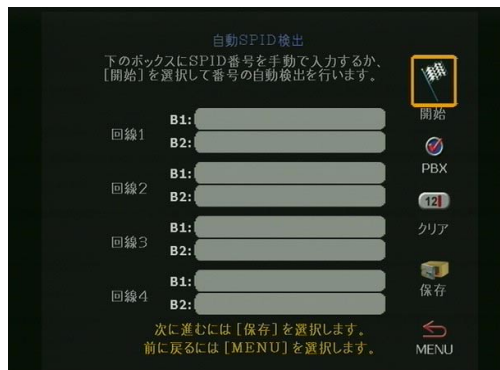 自動SPID検出
下のボックスにSPID番号を手動で入力するか、
[開始]を選択して番号の自動検出を行います。
回線1
B1:
B2:
回線2
B1:
B2:
回線3
B1:
B2:
回線4
B1:
B2:
次に進むには[保存]を選択します。
前に戻るには[MENU]を選択します。
開始
PBX
12
クリア
保存
MENU